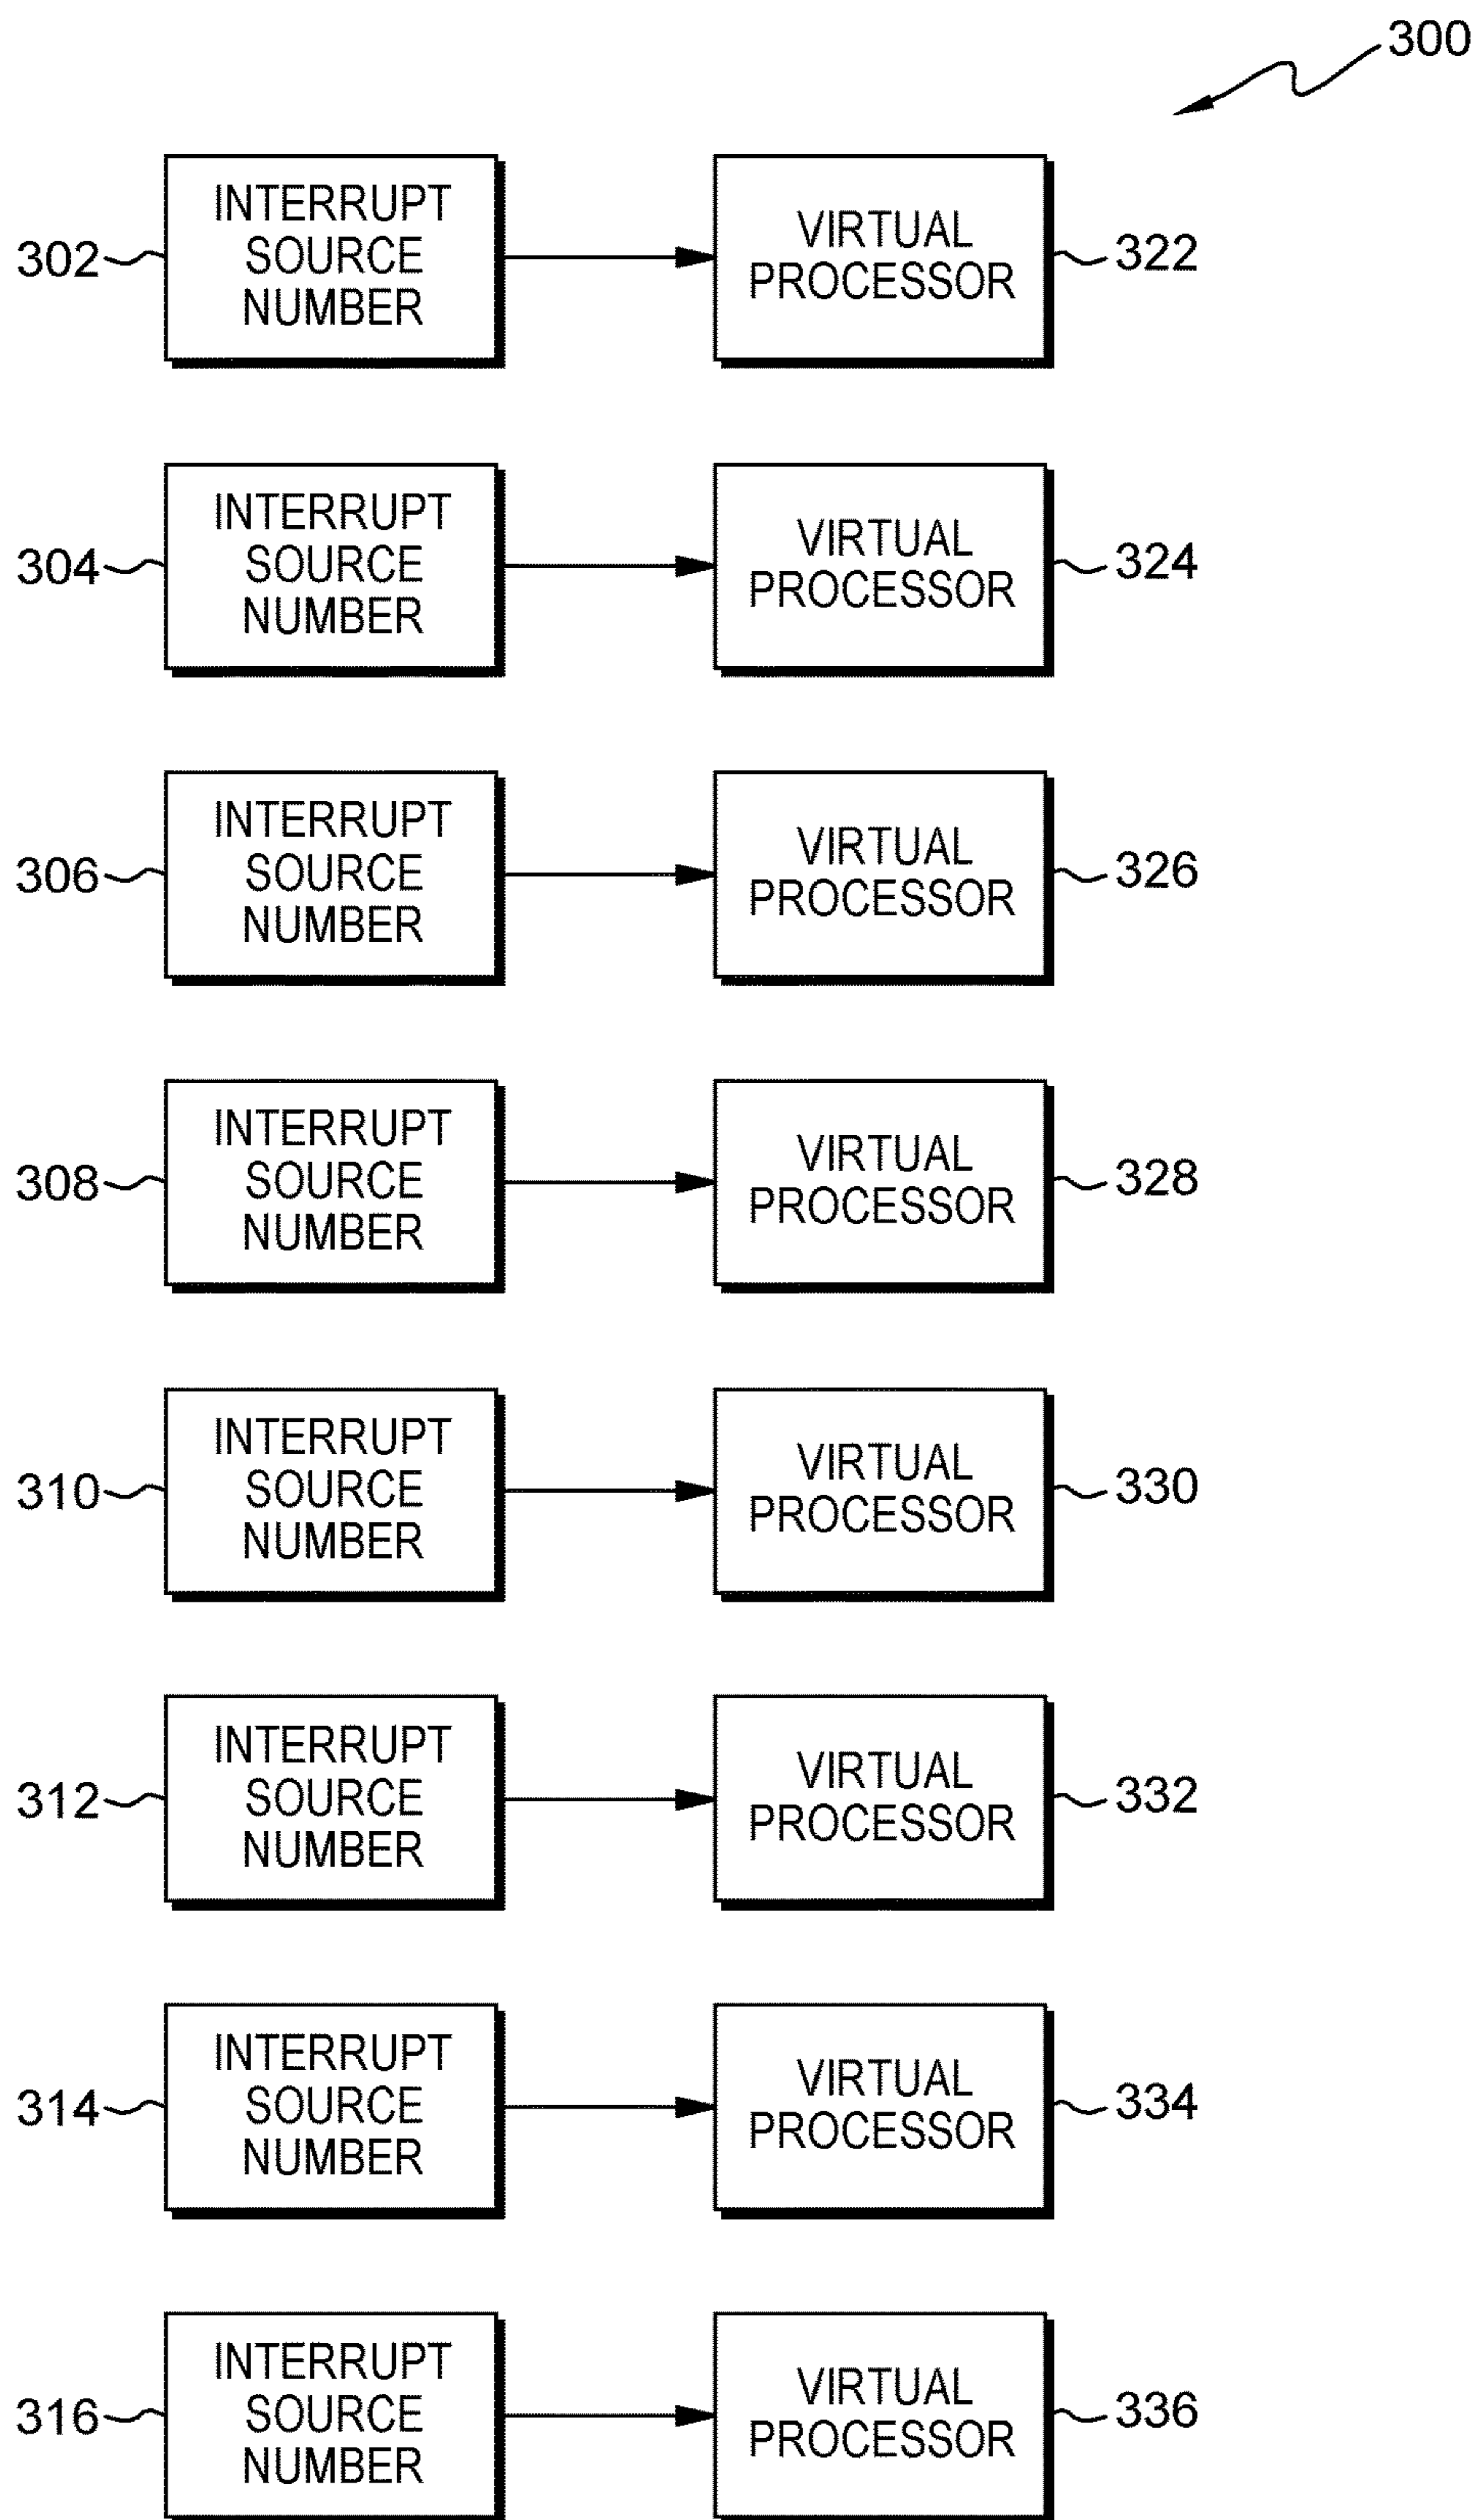 300
INTERRUPT
SOURCE
NUMBER
302
VIRTUAL
PROCESSOR
322
INTERRUPT
SOURCE
NUMBER
304
VIRTUAL
PROCESSOR
324
INTERRUPT
SOURCE
NUMBER
306
VIRTUAL
PROCESSOR
326
INTERRUPT
SOURCE
NUMBER
308
VIRTUAL
PROCESSOR
328
INTERRUPT
SOURCE
NUMBER
310
VIRTUAL
PROCESSOR
330
INTERRUPT
SOURCE
NUMBER
312
VIRTUAL
PROCESSOR
332
INTERRUPT
SOURCE
NUMBER
314
VIRTUAL
PROCESSOR
334
INTERRUPT
SOURCE
NUMBER
316
VIRTUAL
PROCESSOR
336